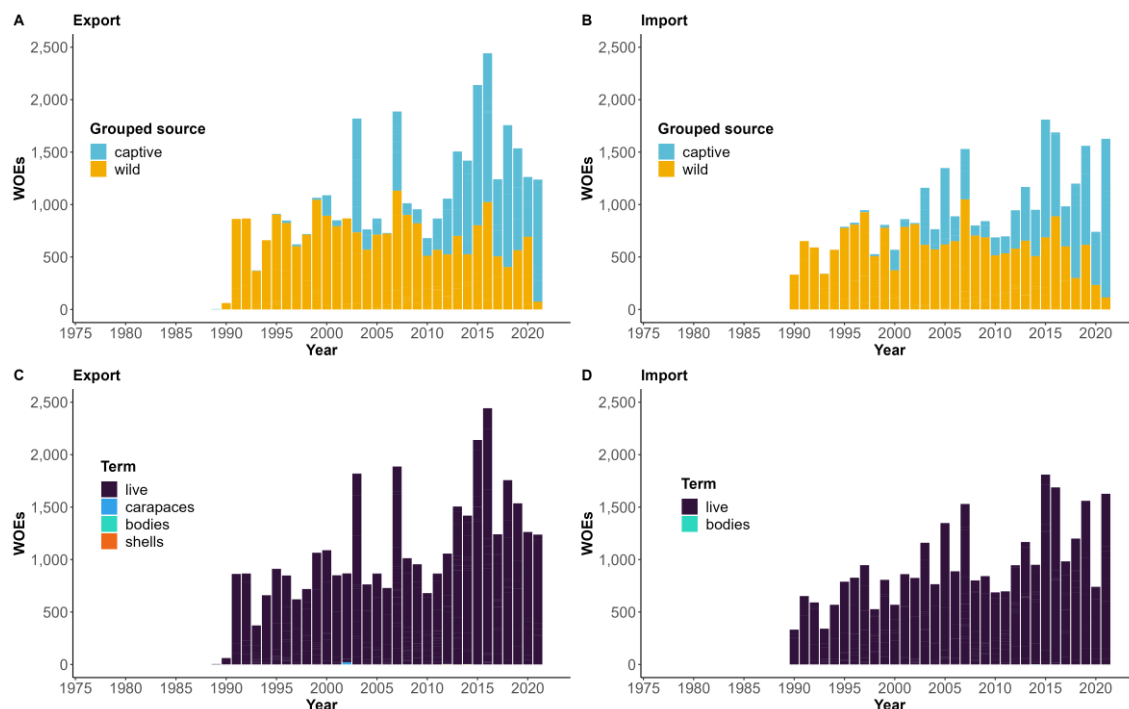 A Export
2,500
2,000
1,500
1,000
500
0
WOEs
Grouped source
captive
wild
1975 1980 1985 1990 1995 2000 2005 2010 2015 2020
Year
B Import
2,500
2,000
1,500
1,000
500
0
WOEs
Grouped source
captive
wild
1975 1980 1985 1990 1995 2000 2005 2010 2015 2020
Year
C Export
2,500
2,000
1,500
1,000
500
0
WOEs
Term
live
carapaces
bodies
shells
1975 1980 1985 1990 1995 2000 2005 2010 2015 2020
Year
D Import
2,500
2,000
1,500
1,000
500
0
WOEs
Term
live
bodies
1975 1980 1985 1990 1995 2000 2005 2010 2015 2020
Year